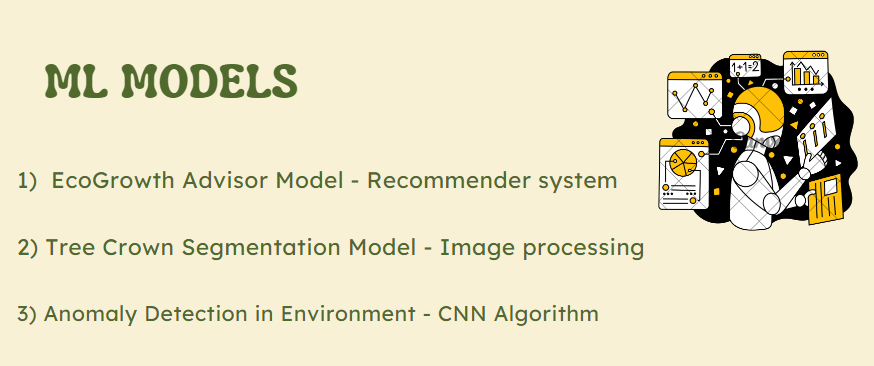 ML MODELS
1+1=2
1) EcoGrowth Advisor Model - Recommender system
2) Tree Crown Segmentation Model - Image processing
3) Anomaly Detection in Environment - CNN Algorithm